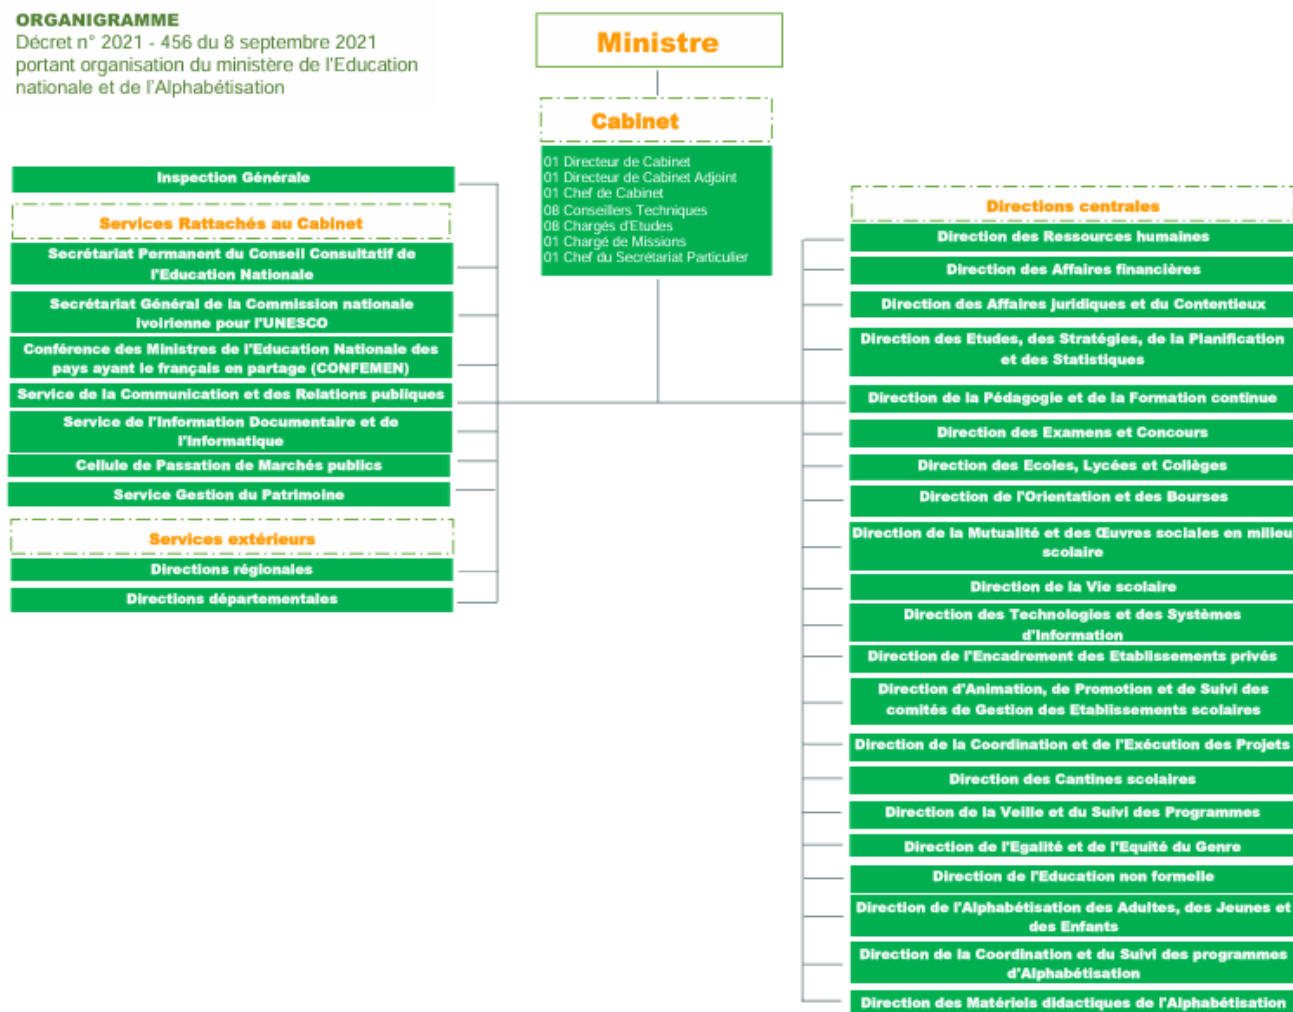 ORGANIGRAMME
Décret n° 2021 - 456 du 8 septembre 2021
portant organisation du ministère de l'Education
nationale et de l'Alphabétisation
Ministre
Cabinet
01 Directeur de Cabinet
01 Directeur de Cabinet Adjoint
01 Chef de Cabinet
08 Conseillers Techniques
08 Chargés d'Etudes
01 Chargé de Missions
01 Chef du Secrétariat Particulier
Inspection Générale
Services Rattachés au Cabinet
Secrétariat Permanent du Conseil Consultatif de
l'Education Nationale
Secrétariat Général de la Commission nationale
ivoirienne pour l'UNESCO
Conférence des Ministres de l'Education Nationale des
pays ayant le français en partage (CONFEMEN)
Service de la Communication et des Relations publiques
Service de l'Information Documentaire et de
l'Informatique
Cellule de Passation de Marchés publics
Service Gestion du Patrimoine
Services extérieurs
Directions régionales
Directions départementales
Directions centrales
Direction des Ressources humaines
Direction des Affaires financières
Direction des Affaires juridiques et du Contentieux
Direction des Etudes, des Stratégies, de la Planification
et des Statistiques
Direction de la Pédagogie et de la Formation continue
Direction des Examens et Concours
Direction des Ecoles, Lycées et Collèges
Direction de l'Orientation et des Bourses
Direction de la Mutualité et des Œuvres sociales en milieu
scolaire
Direction de la Vie scolaire
Direction des Technologies et des Systèmes
d'Information
Direction de l'Encadrement des Etablissements privés
Direction d'Animation, de Promotion et de Suivi des
comités de Gestion des Etablissements scolaires
Direction de la Coordination et de l'Exécution des Projets
Direction des Cantines scolaires
Direction de la Veille et du Suivi des Programmes
Direction de l'Egalité et de l'Equité du Genre
Direction de l'Education non formelle
Direction de l'Alphabétisation des Adultes, des Jeunes et
des Enfants
Direction de la Coordination et du Suivi des programmes
d'Alphabétisation
Direction des Matériels didactiques de l'Alphabétisation